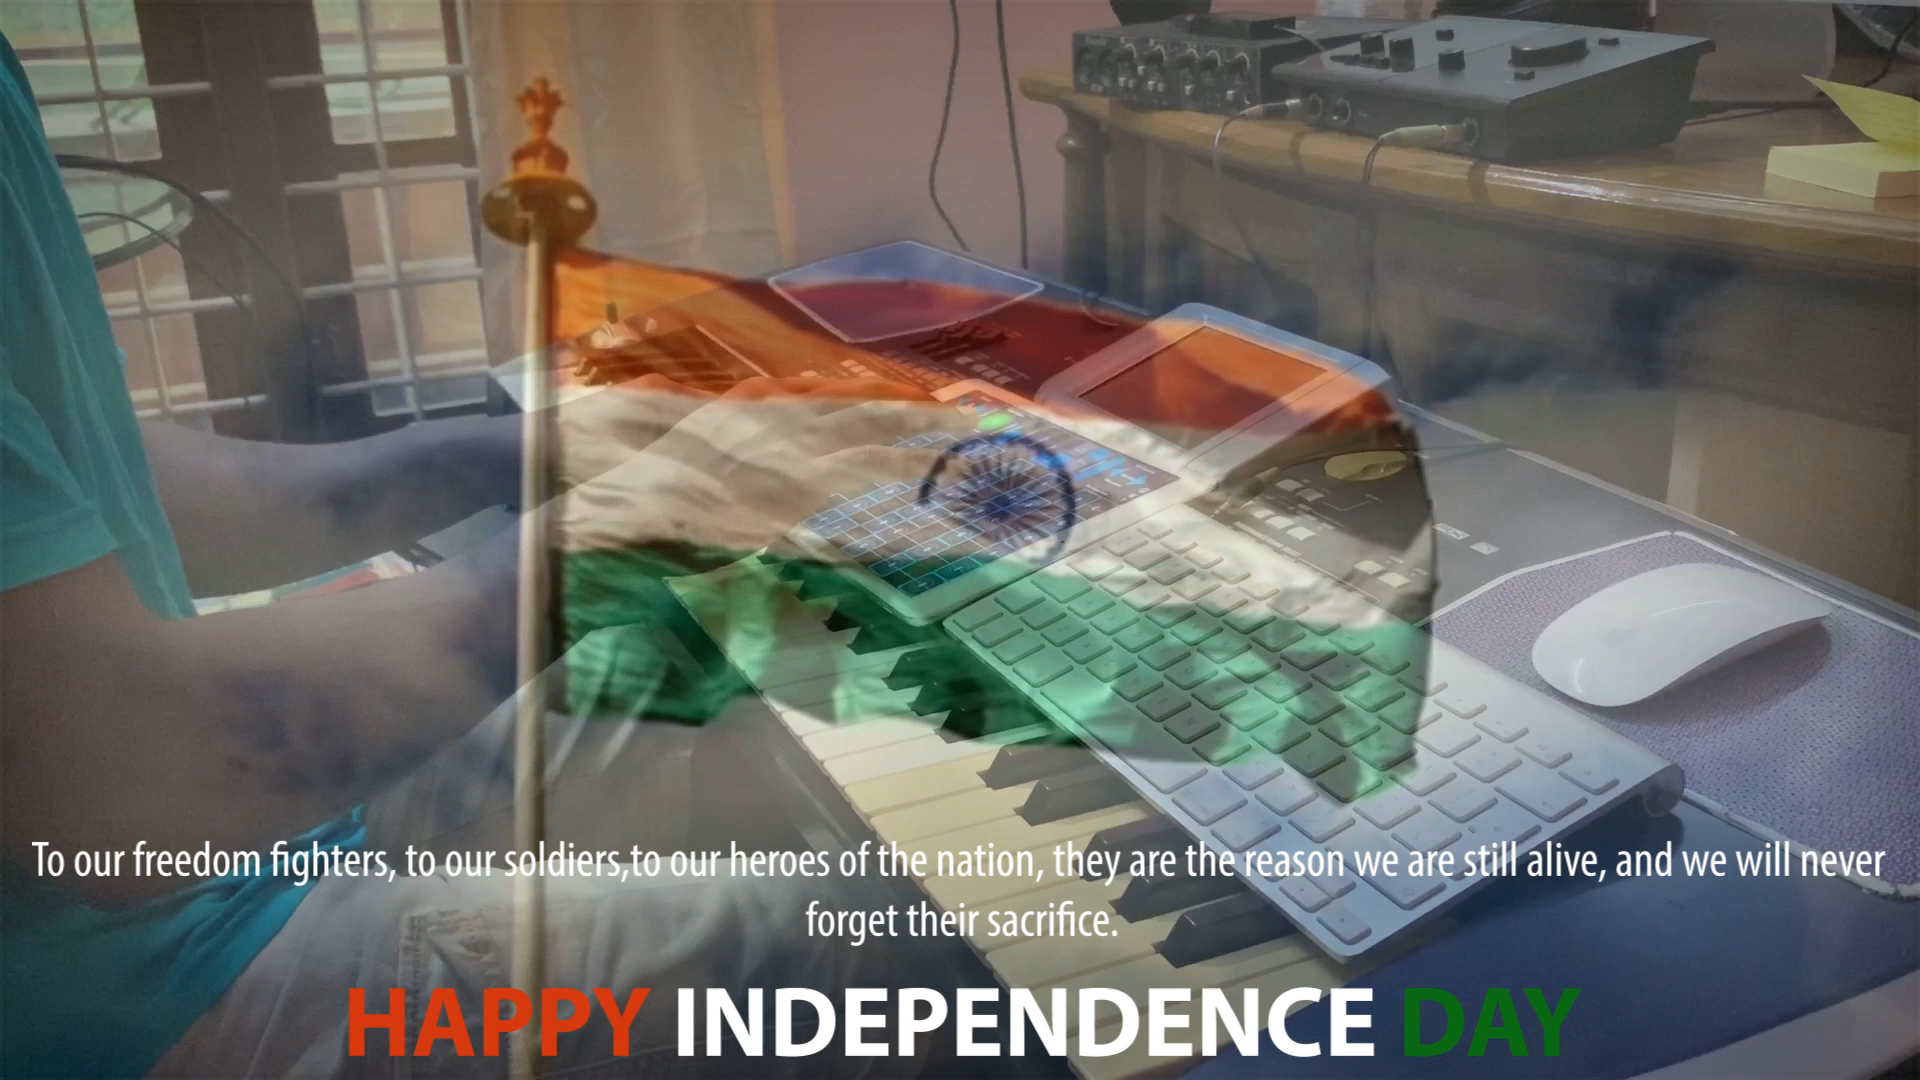 To our freedom fighters, to our soldiers,to our heroes of the nation, they are the reason we are still alive, and we will never
forget their sacrifice.
HAPPY INDEPENDENCE DAY